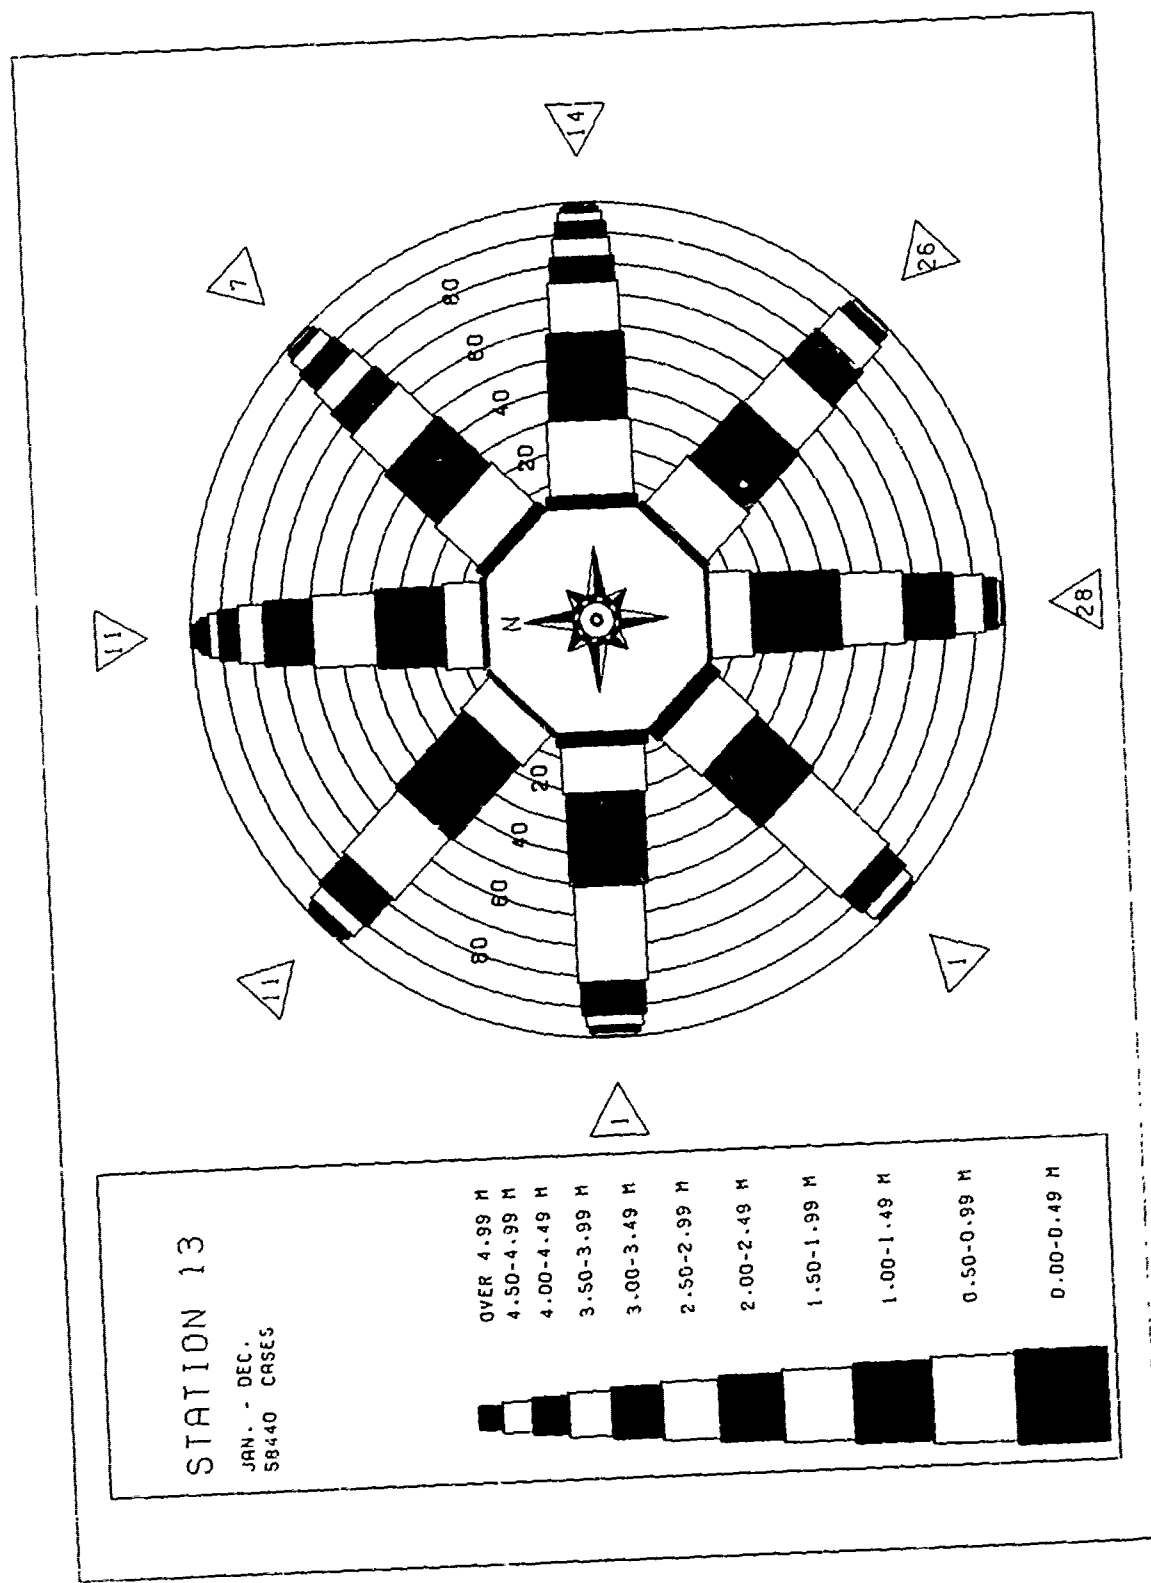 STATION 13
JAN. - DEC.
58440 CASES
OVER 4.99 M
4.50-4.99 M
4.00-4.49 M
3.50-3.99 M
3.00-3.49 M
2.50-2.99 M
2.00-2.49 M
1.50-1.99 M
1.00-1.49 M
0.50-0.99 M
0.00-0.49 M
11
11
7
14
26
28
1
1
N
20
40
60
80
20
40
60
80